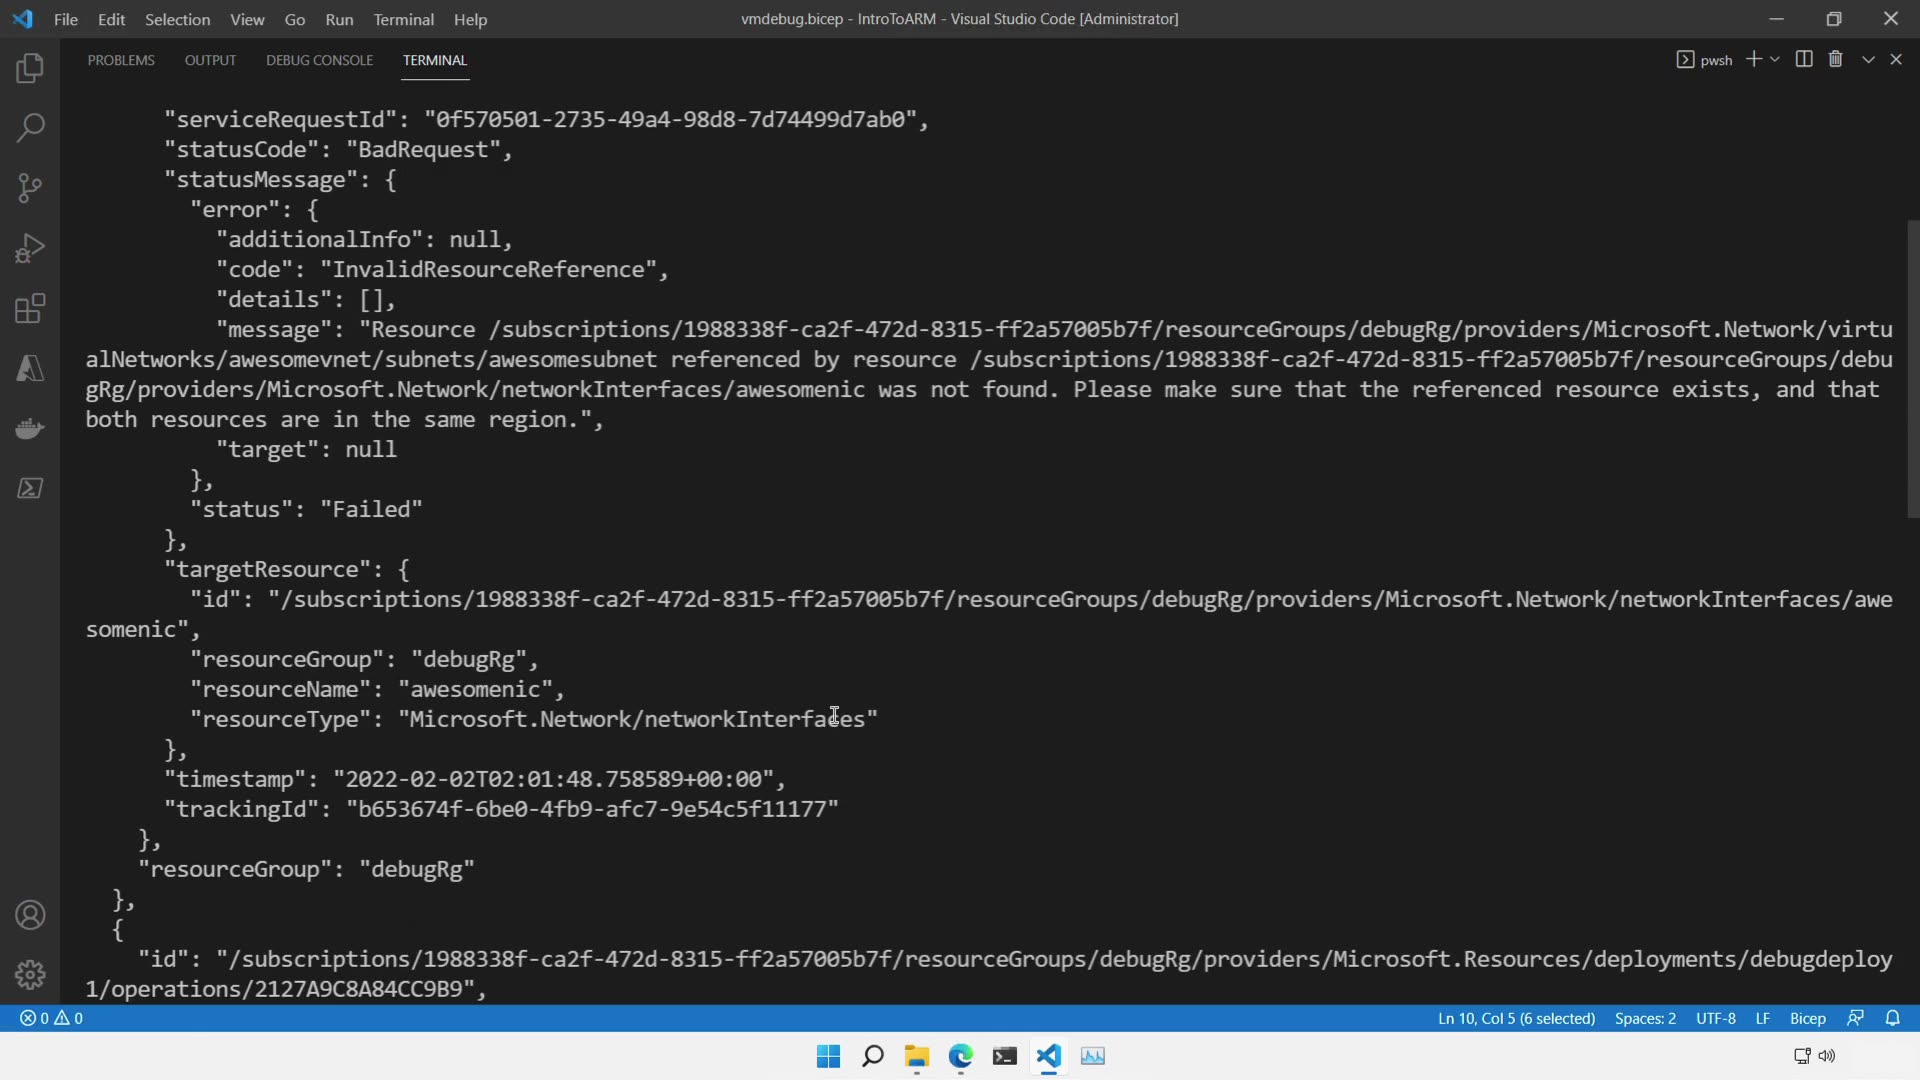 File Edit Selection View Go Run Terminal Help
vmdebug.bicep - IntroToARM - Visual Studio Code [Administrator]
PROBLEMS OUTPUT DEBUG CONSOLE TERMINAL
pwsh
"serviceRequestId": "0f570501-2735-49a4-98d8-7d74499d7ab0",
"statusCode": "BadRequest",
"statusMessage": {
"error": {
"additionalInfo": null,
"code": "InvalidResourceReference",
"details": [],
"message": "Resource /subscriptions/1988338f-ca2f-472d-8315-ff2a57005b7f/resourceGroups/debugRg/providers/Microsoft.Network/virtu
alNetworks/awesomevnet/subnets/awesomesubnet referenced by resource /subscriptions/1988338f-ca2f-472d-8315-ff2a57005b7f/resourceGroups/debu
gRg/providers/Microsoft.Network/networkInterfaces/awesomenic was not found. Please make sure that the referenced resource exists, and that
both resources are in the same region.",
"target": null
},
"status": "Failed"
},
"targetResource": {
"id": "/subscriptions/1988338f-ca2f-472d-8315-ff2a57005b7f/resourceGroups/debugRg/providers/Microsoft.Network/networkInterfaces/awe
somenic",
"resourceGroup": "debugRg",
"resourceName": "awesomenic",
"resourceType": "Microsoft.Network/networkInterfaces"
},
"timestamp": "2022-02-02T02:01:48.758589+00:00",
"trackingId": "b653674f-6be0-4fb9-afc7-9e54c5f11177"
},
"resourceGroup": "debugRg"
},
{
"id": "/subscriptions/1988338f-ca2f-472d-8315-ff2a57005b7f/resourceGroups/debugRg/providers/Microsoft.Resources/deployments/debugdeploy
1/operations/2127A9C8A84CC9B9",
0 0
Ln 10, Col 5 (6 selected) Spaces: 2 UTF-8 LF Bicep